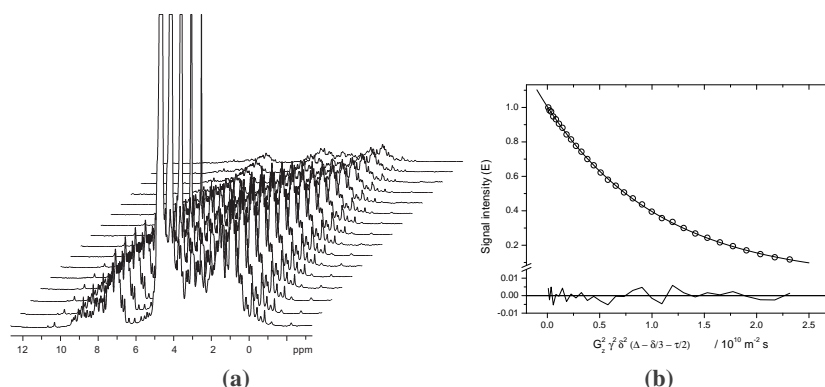 12 10 8 6 4 2 0 ppm
(a)
Signal intensity (E)
1.0
0.8
0.6
0.4
0.2
0.01
0.00
-0.01
0.0 0.5 1.0 1.5 2.0 2.5
G_z^2 γ^2 δ^2 (Δ – δ/3 – τ/2) / 10^10 m^-2 s
(b)